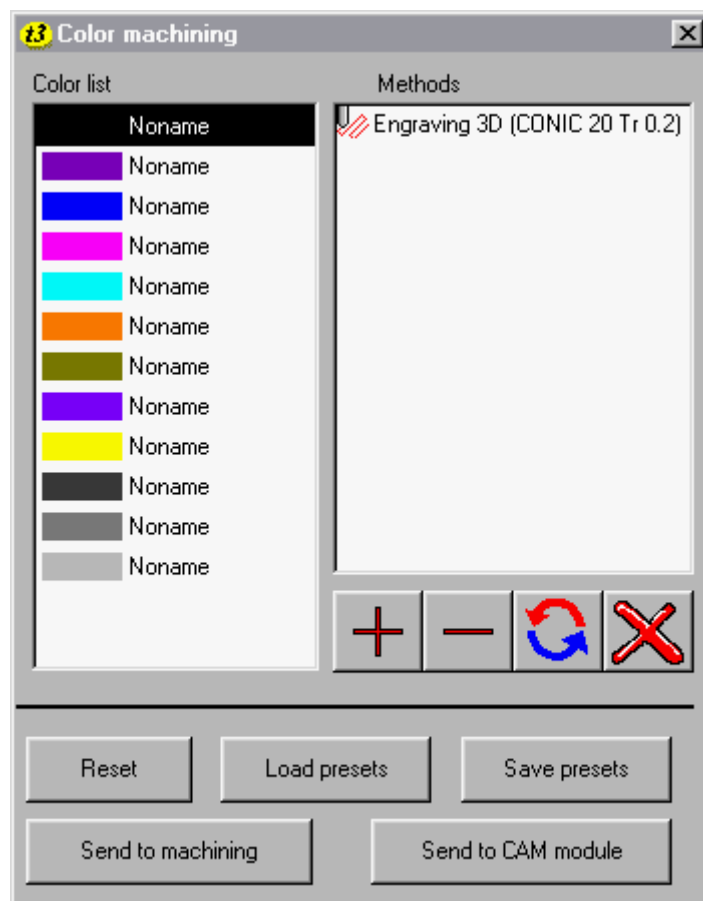 t3 Color machining
Color list
Methods
Noname
Noname
Noname
Noname
Noname
Noname
Noname
Noname
Noname
Noname
Noname
Noname
Engraving 3D (CONIC 20 Tr 0.2)
Reset
Load presets
Save presets
Send to machining
Send to CAM module